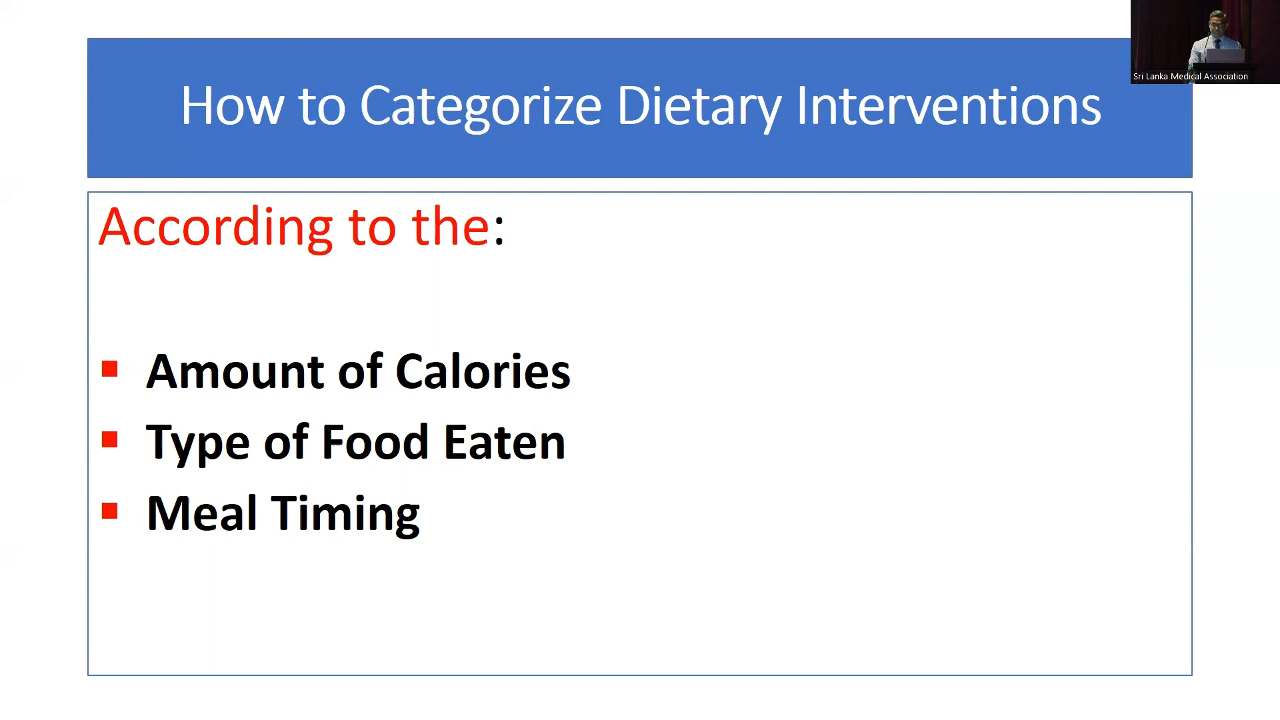 Sri Lanka Medical Association
How to Categorize Dietary Interventions
According to the:
Amount of Calories
Type of Food Eaten
Meal Timing